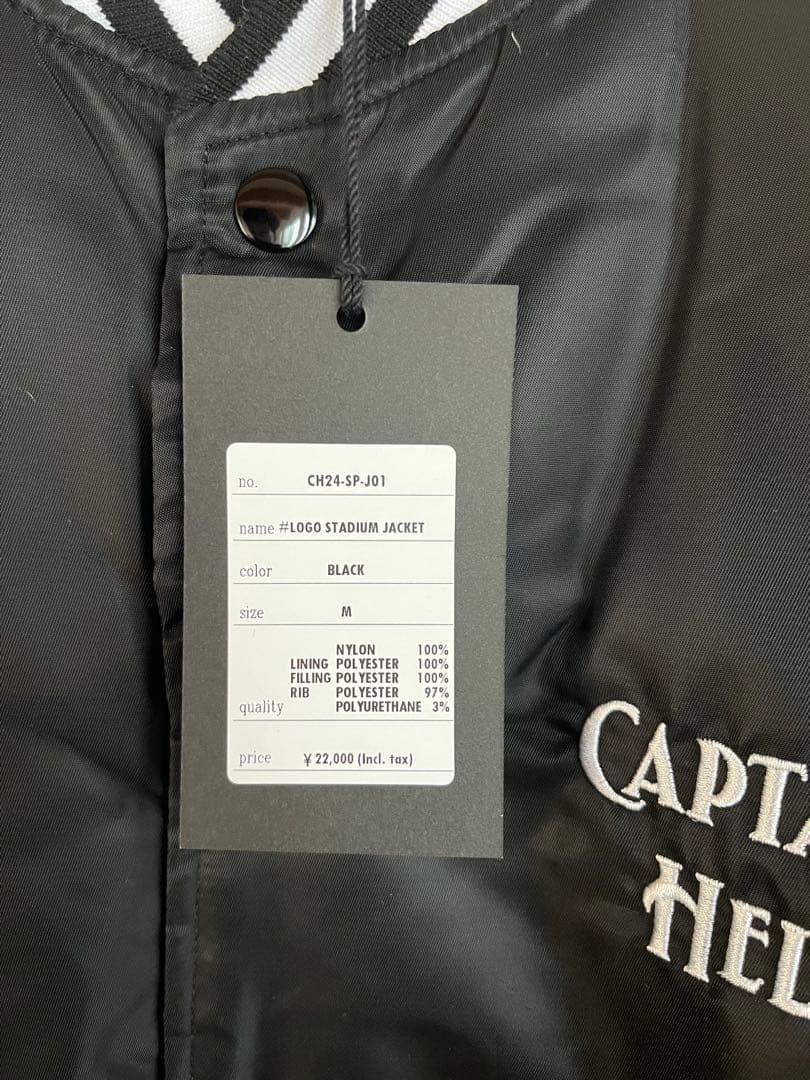 no. CH24-SP-J01
name #LOGO STADIUM JACKET
color BLACK
size M
NYLON 100%
LINING POLYESTER 100%
FILLING POLYESTER 100%
RIB POLYESTER 97%
quality POLYURETHANE 3%
price ¥22,000 (Incl. tax)
CAPTA
HEL